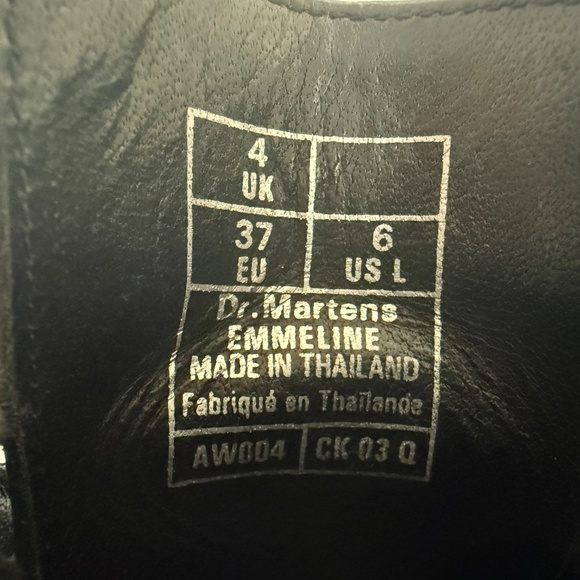 4
UK
37
EU
6
US L
Dr.Martens
EMMELINE
MADE IN THAILAND
Fabriqué en Thaïlande
AW004
CK 03 Q